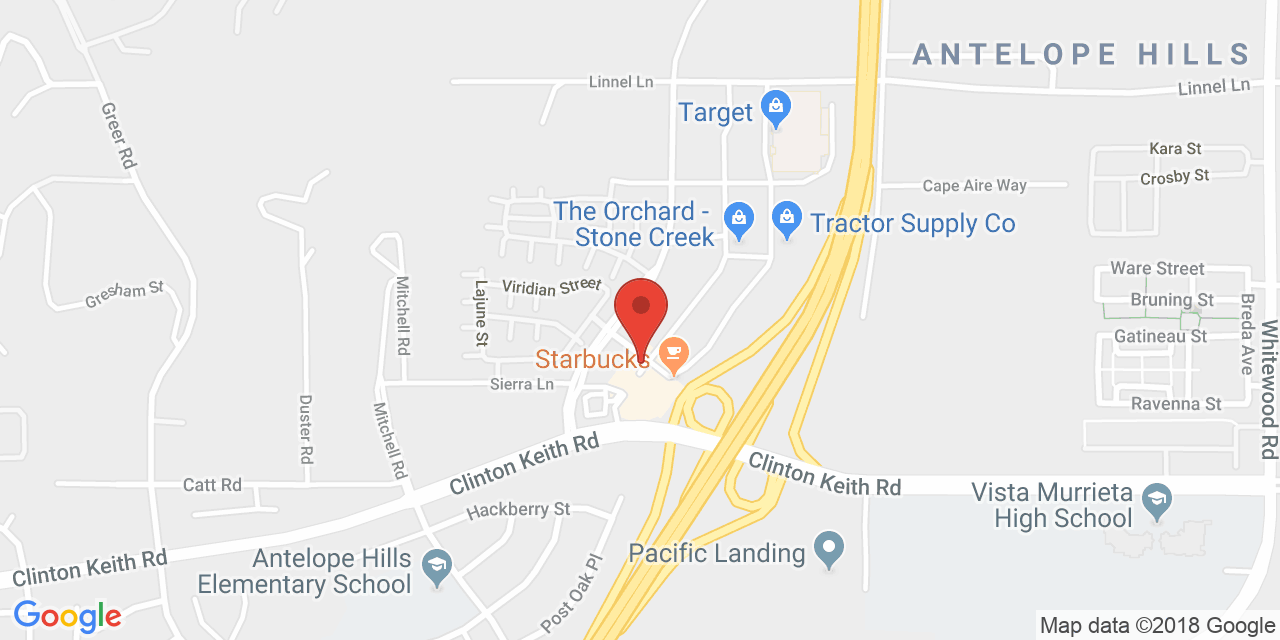 ANTELOPE HILLS
Linnel Ln
Linnel Ln
Target
Greer Rd
Kara St
Crosby St
Cape Aire Way
The Orchard -
Stone Creek
Tractor Supply Co
Ware Street
Bruning St
Gatineau St
Breda Ave
Ravenna St
Whitewood Rd
Gresham St
Viridian Street
Lajune St
Mitchell Rd
Starbucks
Sierra Ln
Duster Rd
Mitchell Rd
Clinton Keith Rd
Clinton Keith Rd
Catt Rd
Hackberry St
Vista Murrieta
High School
Pacific Landing
Antelope Hills
Elementary School
Clinton Keith Rd
Post Oak Pl
Google
Map data ©2018 Google